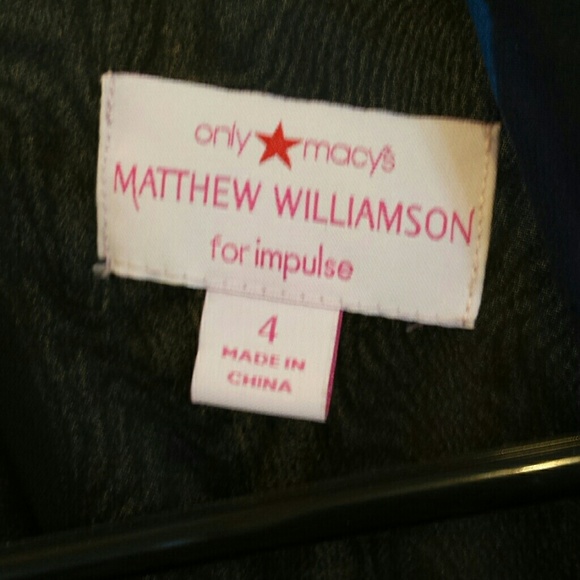 only★macy's
MATTHEW WILLIAMSON
for impulse
4
MADE IN
CHINA